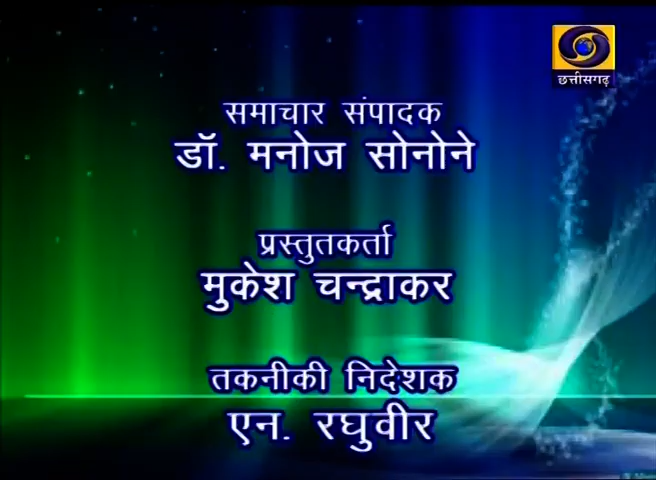 छत्तीसगढ़
समाचार संपादक
डॉ. मनोज सोनोने
प्रस्तुतकर्ता
मुकेश चन्द्राकर
तकनीकी निदेशक
एन. रघुवीर